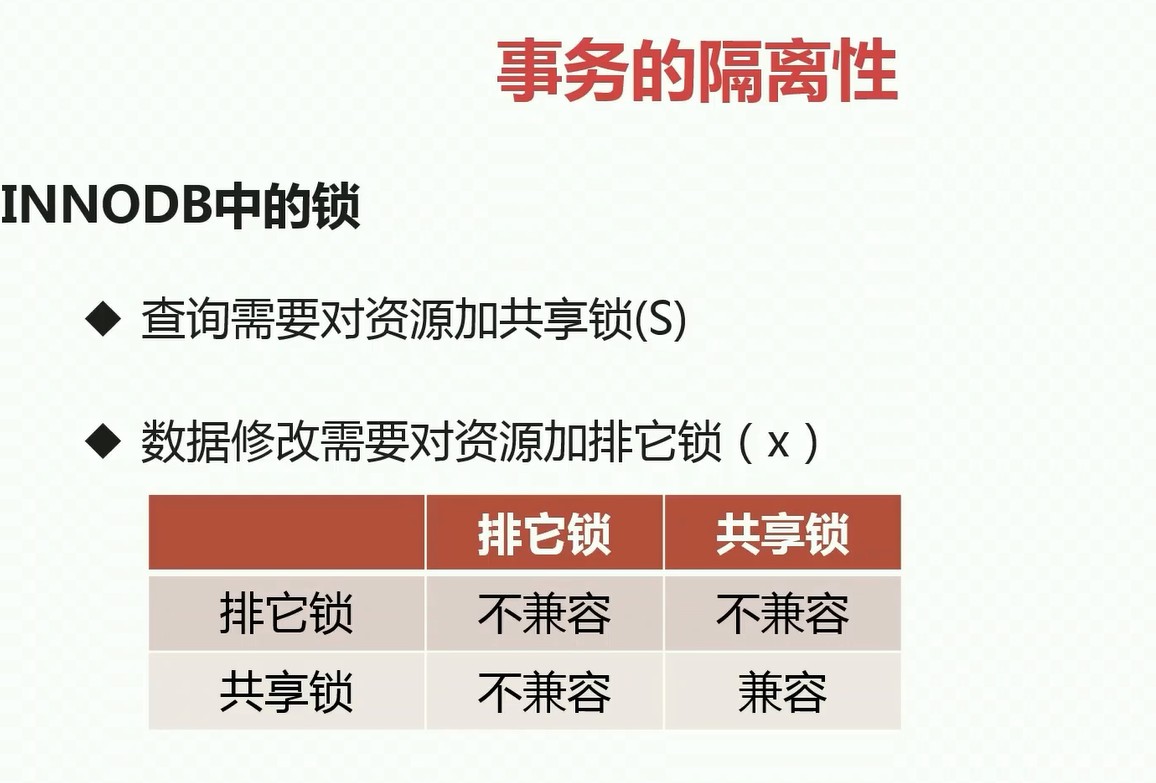 事务的隔离性
INNODB中的锁
◆ 查询需要对资源加共享锁(S)
◆ 数据修改需要对资源加排它锁（x）
排它锁 共享锁
排它锁 不兼容 不兼容
共享锁 不兼容 兼容